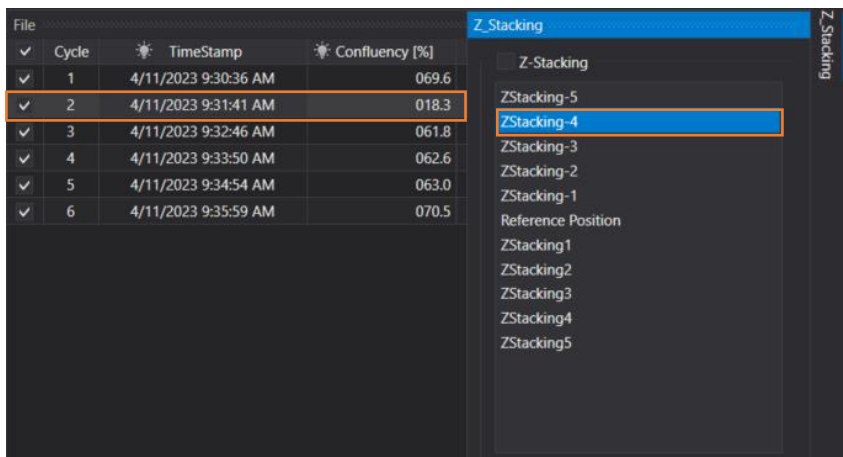 File
Cycle TimeStamp Confluency [%]
1 4/11/2023 9:30:36 AM 069.6
2 4/11/2023 9:31:41 AM 018.3
3 4/11/2023 9:32:46 AM 061.8
4 4/11/2023 9:33:50 AM 062.6
5 4/11/2023 9:34:54 AM 063.0
6 4/11/2023 9:35:59 AM 070.5
Z_Stacking
Z-Stacking
ZStacking-5
ZStacking-4
ZStacking-3
ZStacking-2
ZStacking-1
Reference Position
ZStacking1
ZStacking2
ZStacking3
ZStacking4
ZStacking5
Z_Stacking